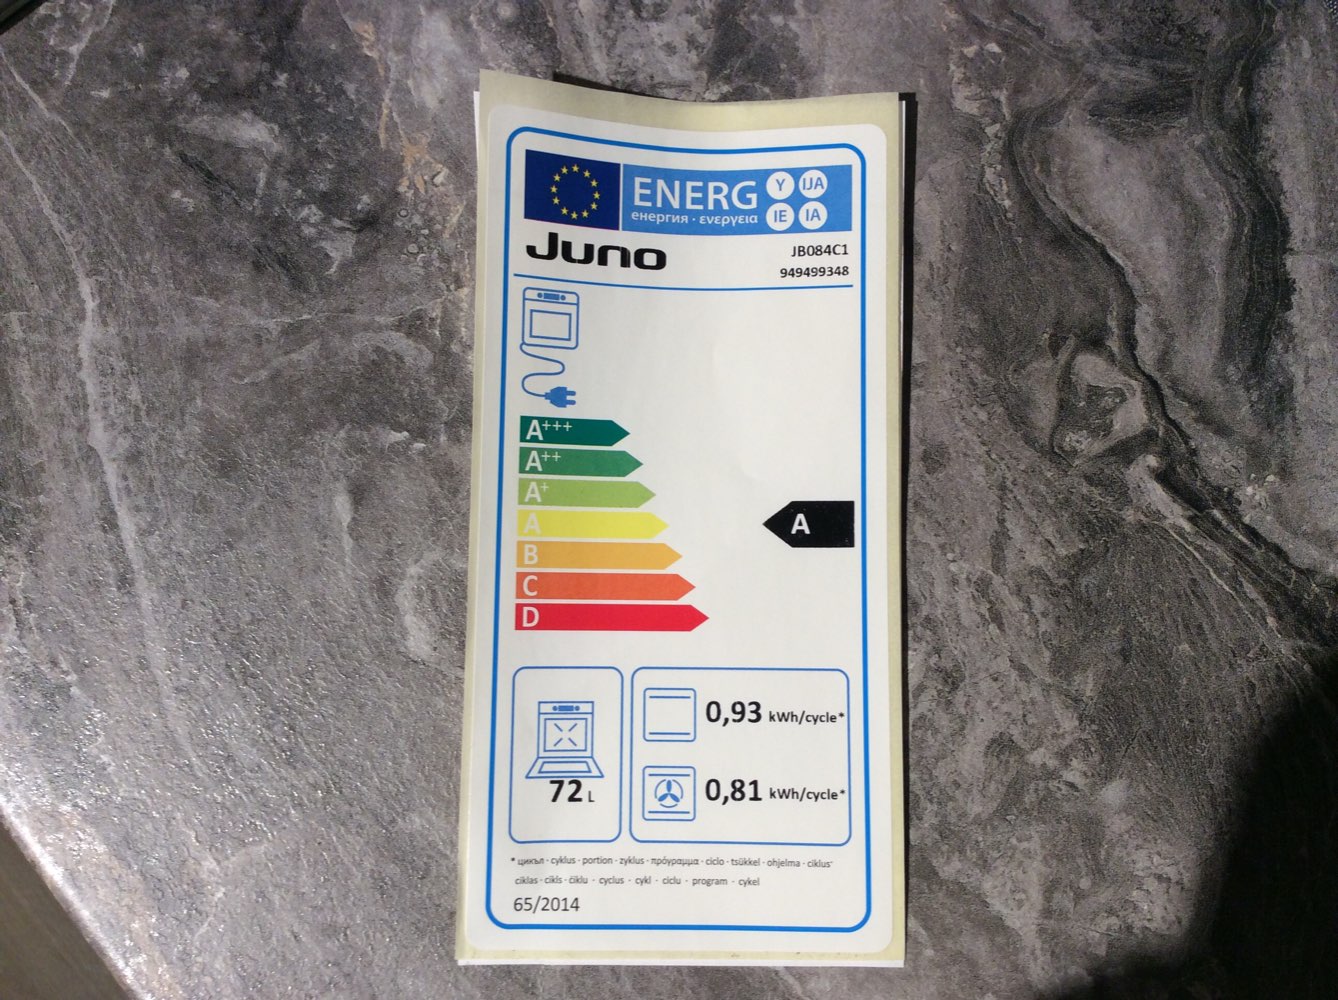 ENERG Y IJA
енергия · ενεργεια IE IA
Juno
JB084C1
949499348
A+++
A++
A+
A
A
B
C
D
72 L
0,93 kWh/cycle*
0,81 kWh/cycle*
* цикъл · cyklus · portion · zyklus · πρόγραμμα · ciclo · tsükkel · ohjelma · ciklus·
ciklas · cikls · ċiklu · cyclus · cykl · ciclu · program · cykel
65/2014